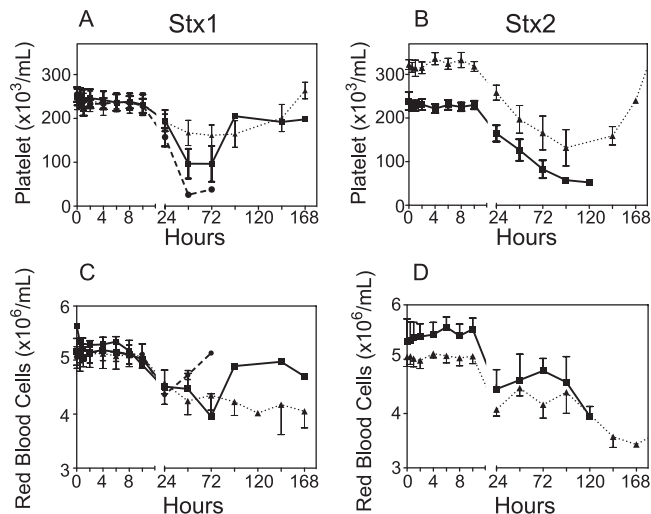 A Stx1
B Stx2
Platelet (x10³/mL)
300
200
100
0
0 4 8 24 72 120 168
Hours
Platelet (x10³/mL)
300
200
100
0
0 4 8 24 72 120 168
Hours
C
Red Blood Cells (x10⁶/mL)
6
5
4
3
0 4 8 24 72 120 168
Hours
D
Red Blood Cells (x10⁶/mL)
6
5
4
3
0 4 8 24 72 120 168
Hours